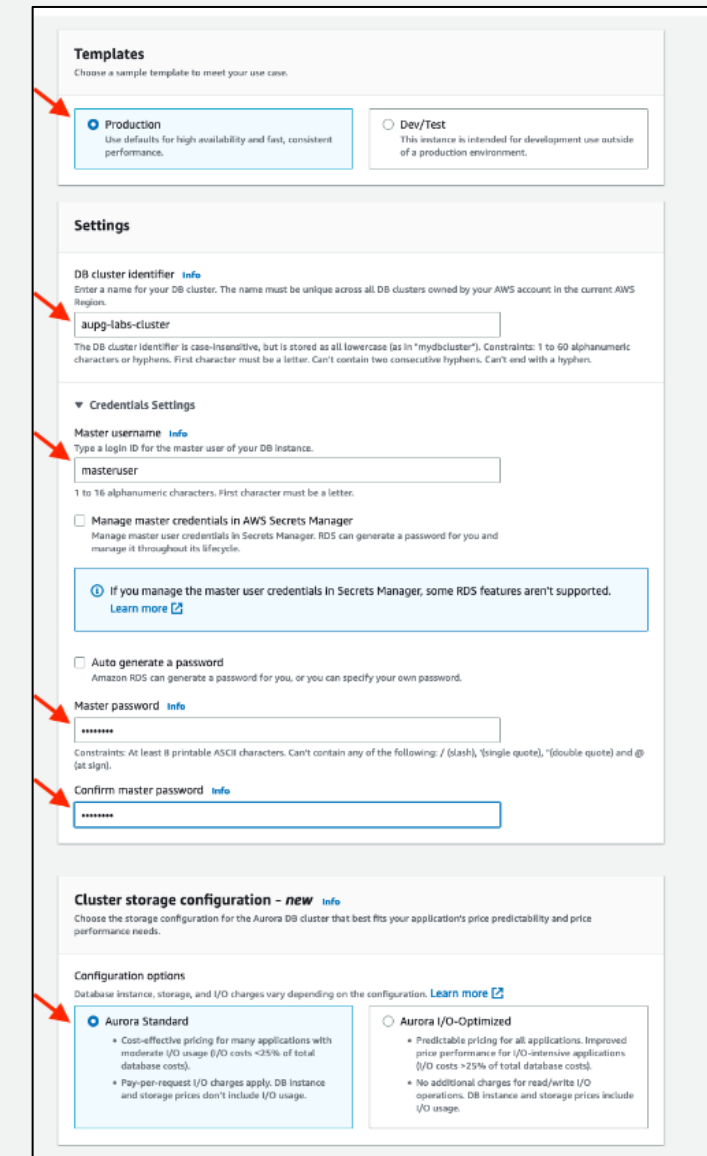 Templates
Choose a sample template to meet your use case.
Production
Use defaults for high availability and fast, consistent
performance.
Dev/Test
This instance is intended for development use outside
of a production environment.
Settings
DB cluster identifier Info
Enter a name for your DB cluster. The name must be unique across all DB clusters owned by your AWS account in the current AWS
Region.
aupg-labs-cluster
The DB cluster identifier is case-insensitive, but is stored as all lowercase (as in "mydbcluster"). Constraints: 1 to 60 alphanumeric
characters or hyphens. First character must be a letter. Can't contain two consecutive hyphens. Can't end with a hyphen.
▼ Credentials Settings
Master username Info
Type a login ID for the master user of your DB instance.
masteruser
1 to 16 alphanumeric characters. First character must be a letter.
Manage master credentials in AWS Secrets Manager
Manage master user credentials in Secrets Manager. RDS can generate a password for you and
manage it throughout its lifecycle.
If you manage the master user credentials in Secrets Manager, some RDS features aren't supported.
Learn more
Auto generate a password
Amazon RDS can generate a password for you, or you can specify your own password.
Master password Info
••••••••
Constraints: At least 8 printable ASCII characters. Can't contain any of the following: / (slash), '(single quote), "(double quote) and @
(at sign).
Confirm master password Info
••••••••
Cluster storage configuration - new Info
Choose the storage configuration for the Aurora DB cluster that best fits your application's price predictability and price
performance needs.
Configuration options
Database instance, storage, and I/O charges vary depending on the configuration. Learn more
Aurora Standard
• Cost-effective pricing for many applications with
moderate I/O usage (I/O costs <25% of total
database costs).
• Pay-per-request I/O charges apply. DB instance
and storage prices don't include I/O usage.
Aurora I/O-Optimized
• Predictable pricing for all applications. Improved
price performance for I/O-intensive applications
(I/O costs >25% of total database costs).
• No additional charges for read/write I/O
operations. DB instance and storage prices include
I/O usage.